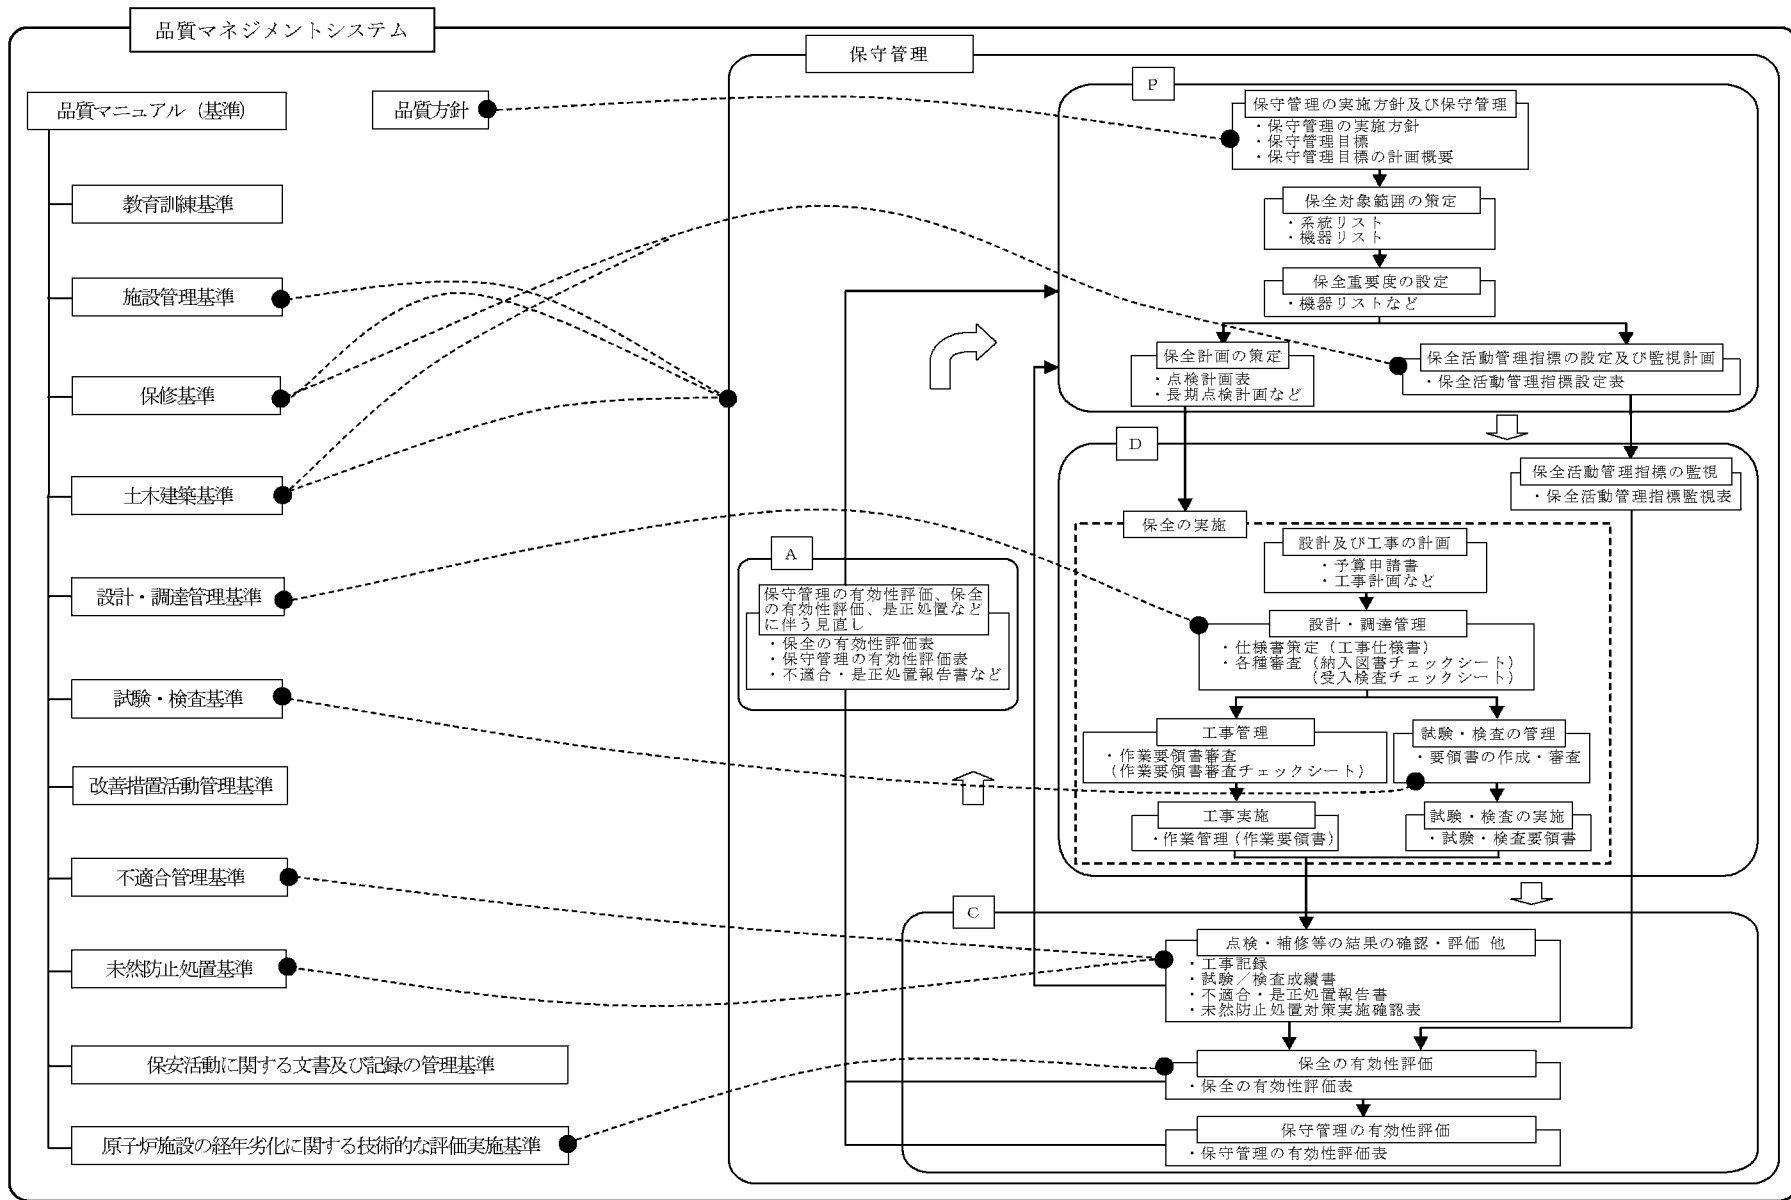 品質マネジメントシステム
品質マニュアル（基準）
品質方針
教育訓練基準
施設管理基準
保修基準
土木建築基準
設計・調達管理基準
試験・検査基準
改善措置活動管理基準
不適合管理基準
未然防止処置基準
保安活動に関する文書及び記録の管理基準
原子炉施設の経年劣化に関する技術的な評価実施基準
保守管理
P
保守管理の実施方針及び保守管理
・保守管理の実施方針
・保守管理目標
・保守管理目標の計画概要
保全対象範囲の策定
・系統リスト
・機器リスト
保全重要度の設定
・機器リストなど
保全計画の策定
・点検計画表
・長期点検計画など
保全活動管理指標の設定及び監視計画
・保全活動管理指標設定表
D
保全活動管理指標の監視
・保全活動管理指標監視表
保全の実施
設計及び工事の計画
・予算申請書
・工事計画など
設計・調達管理
・仕様書策定（工事仕様書）
・各種審査（納入図書チェックシート）
（受入検査チェックシート）
工事管理
・作業要領書審査
（作業要領書審査チェックシート）
試験・検査の管理
・要領書の作成・審査
工事実施
・作業管理（作業要領書）
試験・検査の実施
・試験・検査要領書
A
保守管理の有効性評価、保全
の有効性評価、是正処置など
に伴う見直し
・保全の有効性評価表
・保守管理の有効性評価表
・不適合・是正処置報告書など
C
点検・補修等の結果の確認・評価 他
・工事記録
・試験／検査成績書
・不適合・是正処置報告書
・未然防止処置対策実施確認表
保全の有効性評価
・保全の有効性評価表
保守管理の有効性評価
・保守管理の有効性評価表